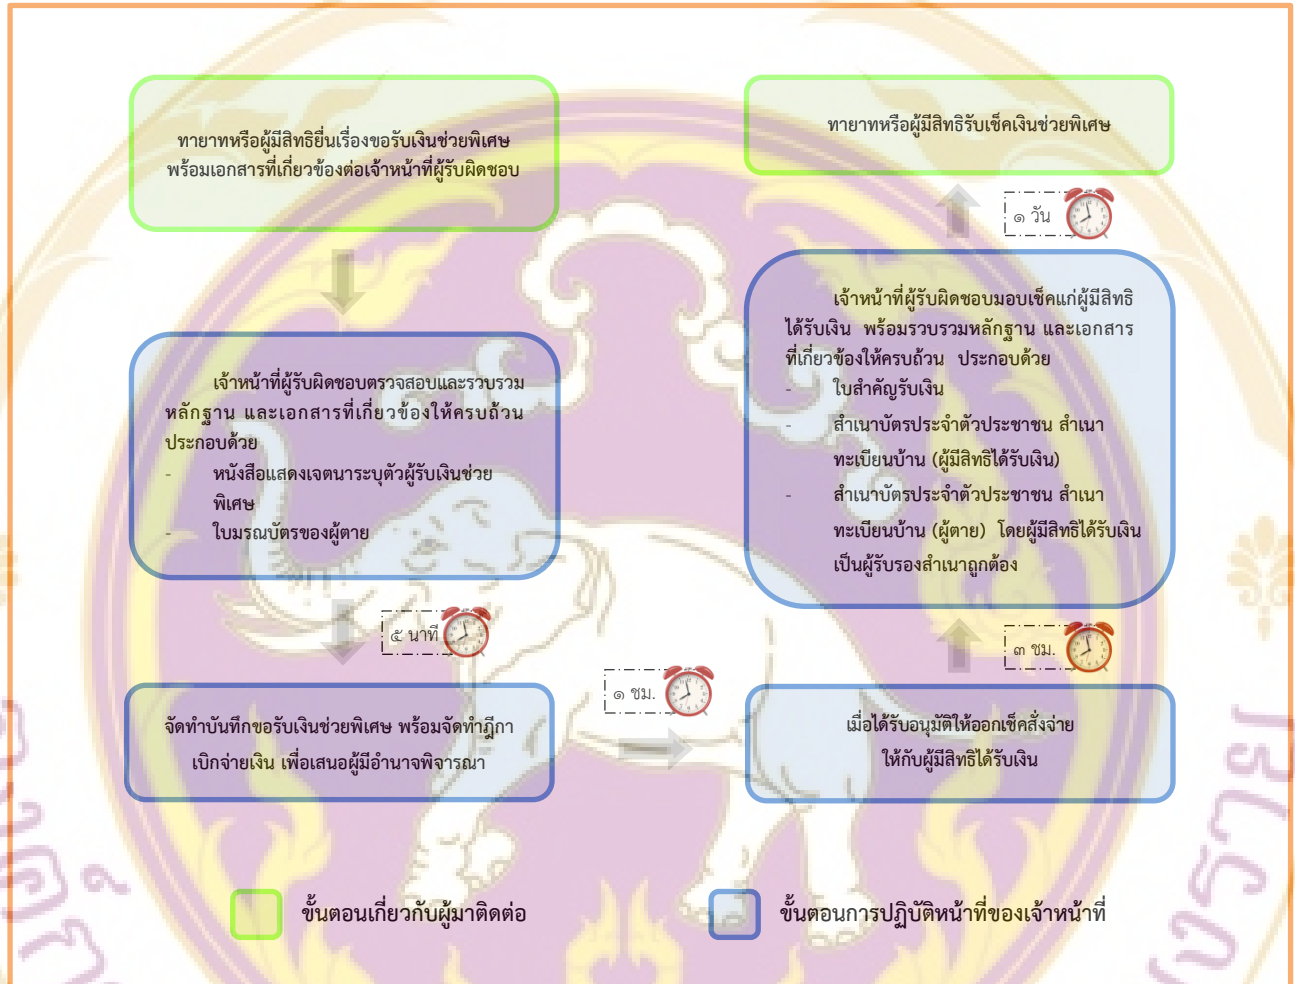 ทายาทหรือผู้มีสิทธิยื่นเรื่องขอรับเงินช่วยพิเศษ
พร้อมเอกสารที่เกี่ยวข้องต่อเจ้าหน้าที่ผู้รับผิดชอบ
เจ้าหน้าที่ผู้รับผิดชอบตรวจสอบและรวบรวม
หลักฐาน และเอกสารที่เกี่ยวข้องให้ครบถ้วน
ประกอบด้วย
- หนังสือแสดงเจตนาระบุตัวผู้รับเงินช่วย
พิเศษ
- ใบมรณบัตรของผู้ตาย
๕ นาที
จัดทำบันทึกขอรับเงินช่วยพิเศษ พร้อมจัดทำฎีกา
เบิกจ่ายเงิน เพื่อเสนอผู้มีอำนาจพิจารณา
๑ ชม.
เมื่อได้รับอนุมัติให้ออกเช็คสั่งจ่าย
ให้กับผู้มีสิทธิได้รับเงิน
๓ ชม.
เจ้าหน้าที่ผู้รับผิดชอบมอบเช็คแก่ผู้มีสิทธิ
ได้รับเงิน พร้อมรวบรวมหลักฐาน และเอกสาร
ที่เกี่ยวข้องให้ครบถ้วน ประกอบด้วย
- ใบสำคัญรับเงิน
- สำเนาบัตรประจำตัวประชาชน สำเนา
ทะเบียนบ้าน (ผู้มีสิทธิได้รับเงิน)
- สำเนาบัตรประจำตัวประชาชน สำเนา
ทะเบียนบ้าน (ผู้ตาย) โดยผู้มีสิทธิได้รับเงิน
เป็นผู้รับรองสำเนาถูกต้อง
๑ วัน
ทายาทหรือผู้มีสิทธิรับเช็คเงินช่วยพิเศษ
ขั้นตอนเกี่ยวกับผู้มาติดต่อ
ขั้นตอนการปฏิบัติหน้าที่ของเจ้าหน้าที่